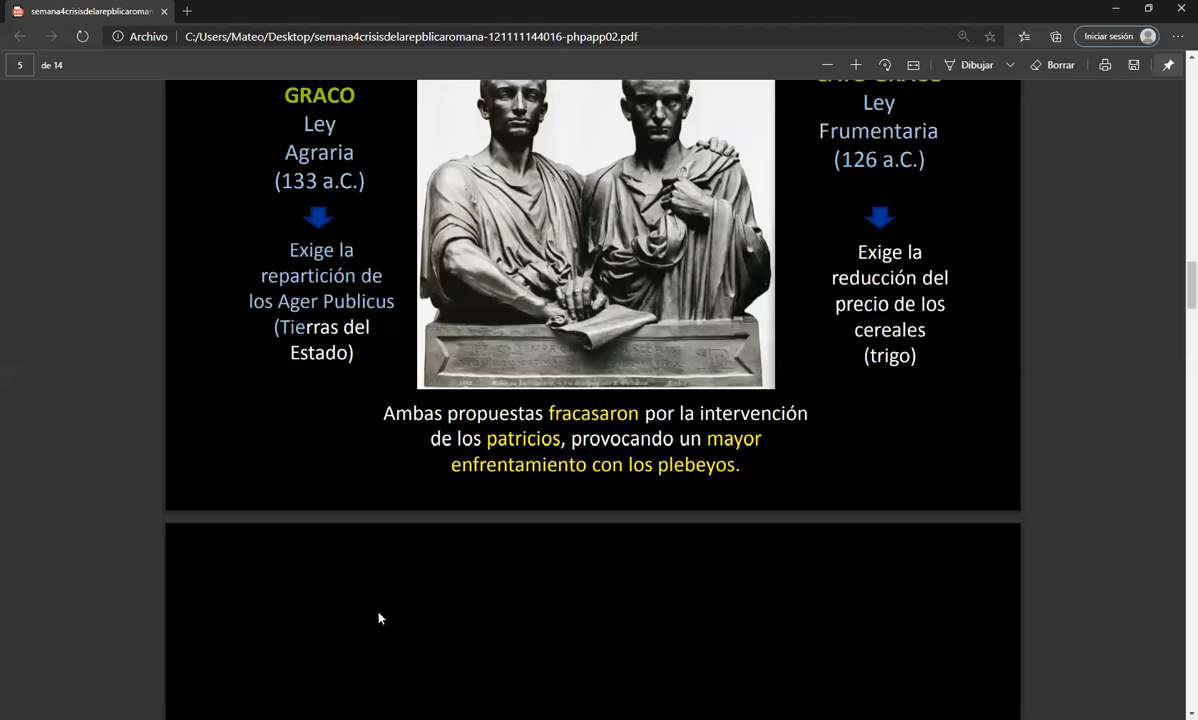 semana4crisisdelarepblicaroman
Archivo
C:/Users/Mateo/Desktop/semana4crisisdelarepblicaromana-121111144016-phpapp02.pdf
Iniciar sesión
5
de 14
Dibujar
Borrar
GRACO
Ley
Agraria
(133 a.C.)
Exige la
repartición de
los Ager Publicus
(Tierras del
Estado)
Ley
Frumentaria
(126 a.C.)
Exige la
reducción del
precio de los
cereales
(trigo)
Ambas propuestas fracasaron por la intervención
de los patricios, provocando un mayor
enfrentamiento con los plebeyos.